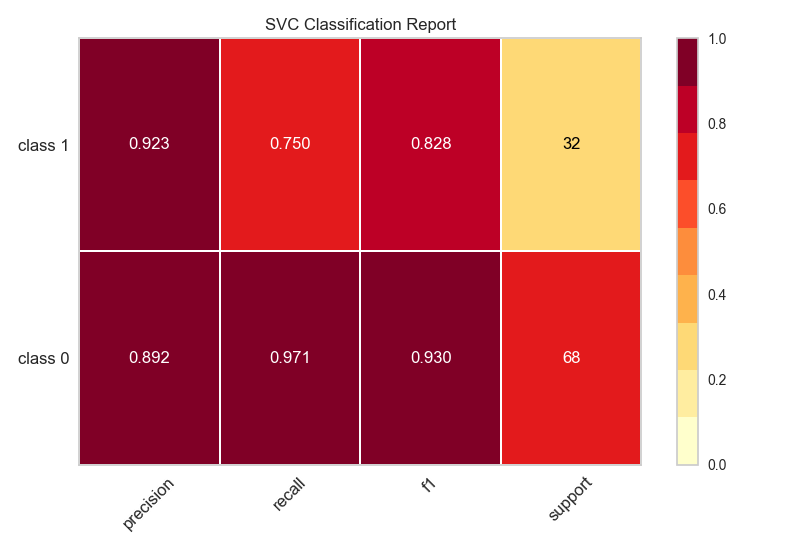 SVC Classification Report
class 1
0.923 0.750 0.828 32
class 0
0.892 0.971 0.930 68
precision recall f1 support
1.0
0.8
0.6
0.4
0.2
0.0